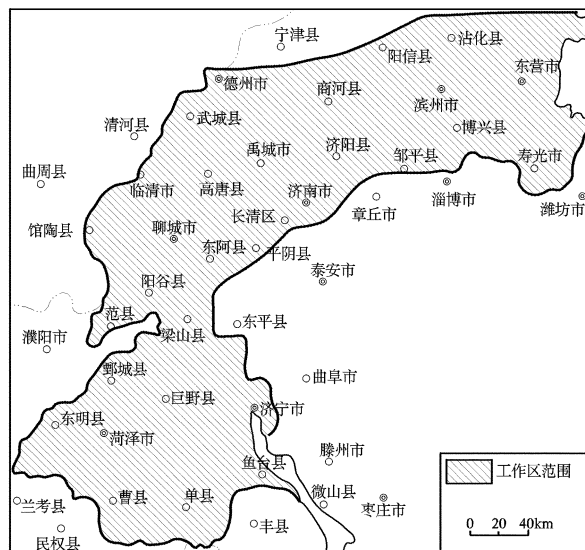 宁津县
阳信县
沾化县
德州市
商河县
东营市
滨州市
武城县
清河县
博兴县
禹城市
济阳县
邹平县
寿光市
曲周县
临清市
高唐县
济南市
章丘市
淄博市
潍坊市
馆陶县
聊城市
长清区
东阿县
平阴县
泰安市
阳谷县
范县
梁山县
东平县
濮阳市
鄄城县
曲阜市
巨野县
济宁市
东明县
菏泽市
鱼台县
滕州市
工作区范围
兰考县
曹县
单县
微山县
枣庄市
民权县
丰县
0 20 40km